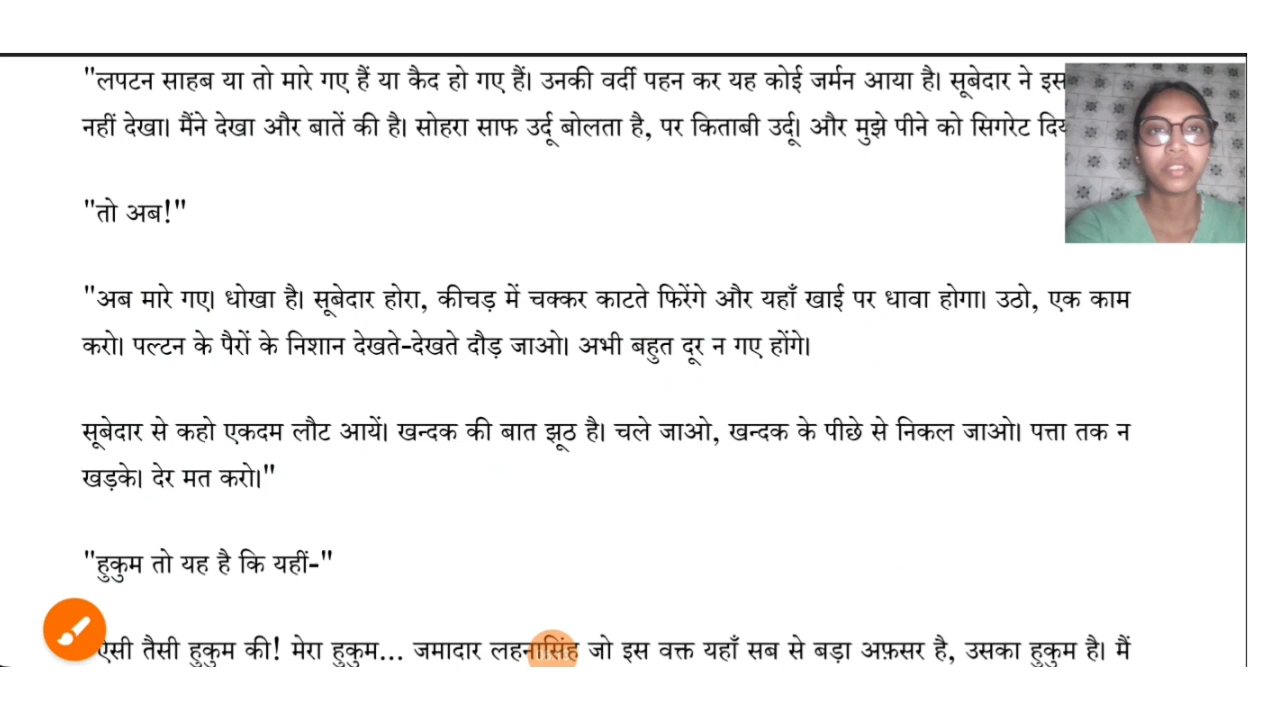 "लपटन साहब या तो मारे गए हैं या कैद हो गए हैं। उनकी वर्दी पहन कर यह कोई जर्मन आया है। सूबेदार ने
नहीं देखा। मैंने देखा और बातें की है। सोहरा साफ उर्दू बोलता है, पर किताबी उर्दू। और मुझे पीने को सिगरेट
"तो अब!"
"अब मारे गए। धोखा है। सूबेदार होरा, कीचड़ में चक्कर काटते फिरेंगे और यहाँ खाई पर धावा होगा। उठो, एक काम
करो। पल्टन के पैरों के निशान देखते-देखते दौड़ जाओ। अभी बहुत दूर न गए होंगे।
सूबेदार से कहो एकदम लौट आयें। खन्दक की बात झूठ है। चले जाओ, खन्दक के पीछे से निकल जाओ। पत्ता तक न
खड़के। देर मत करो।"
"हुकुम तो यह है कि यहीं-"
तैसी हुकुम की! मेरा हुकुम... जमादार लहनासिंह जो इस वक्त यहाँ सब से बड़ा अफ़सर है, उसका हुकुम है। मैं